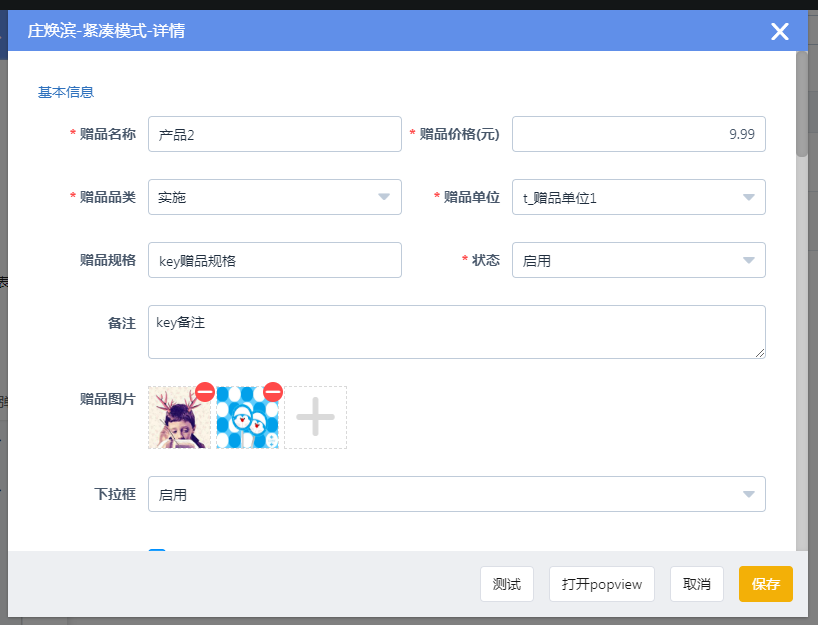 庄焕滨-紧凑模式-详情
基本信息
* 赠品名称 产品2 * 赠品价格(元) 9.99
* 赠品品类 实施 * 赠品单位 t_赠品单位1
赠品规格 key赠品规格 * 状态 启用
备注 key备注
赠品图片
下拉框 启用
测试 打开popview 取消 保存